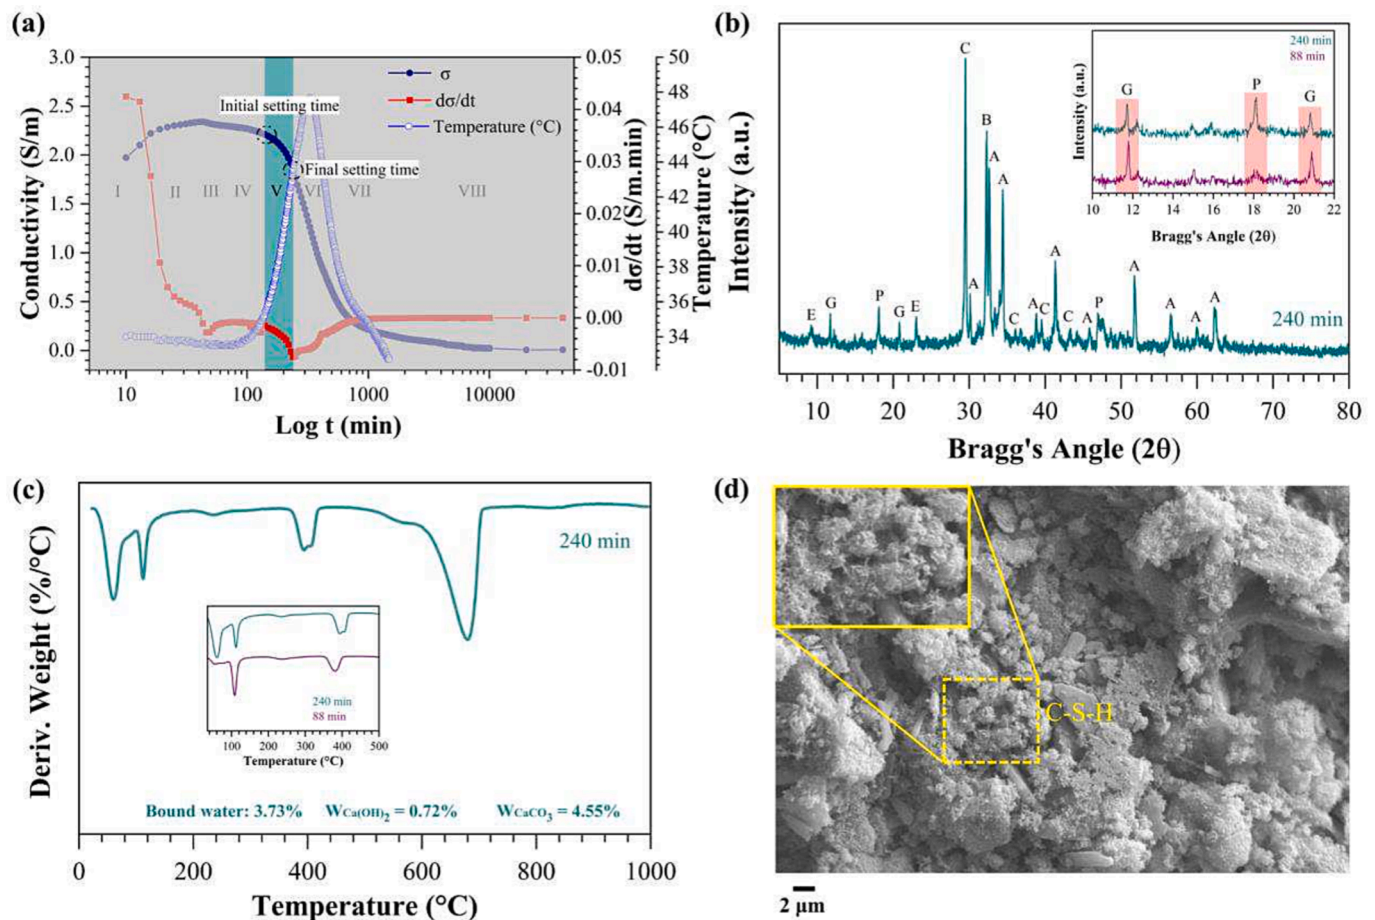 (a)
3.0
2.5
2.0
1.5
1.0
0.5
0.0
Conductivity (S/m)
σ
dσ/dt
Temperature (°C)
Initial setting time
Final setting time
I II III IV V VI VII VIII
0.05
0.04
0.03
0.02
0.01
0.00
-0.01
dσ/dt (S/m.min)
50
48
46
44
42
40
38
36
34
Temperature (°C)
10 100 1000 10000
Log t (min)
(b)
Intensity (a.u.)
E G P G E C A B A A C A C A C A P A A A A
240 min
10 20 30 40 50 60 70 80
Bragg's Angle (2θ)
240 min
88 min
G P G
Intensity (a.u.)
10 12 14 16 18 20 22
Bragg's Angle (2θ)
(c)
Deriv. Weight (%/°C)
240 min
240 min
88 min
100 200 300 400 500
Temperature (°C)
Bound water: 3.73% WCa(OH)2 = 0.72% WCaCO3 = 4.55%
0 200 400 600 800 1000
Temperature (°C)
(d)
C-S-H
2 μm